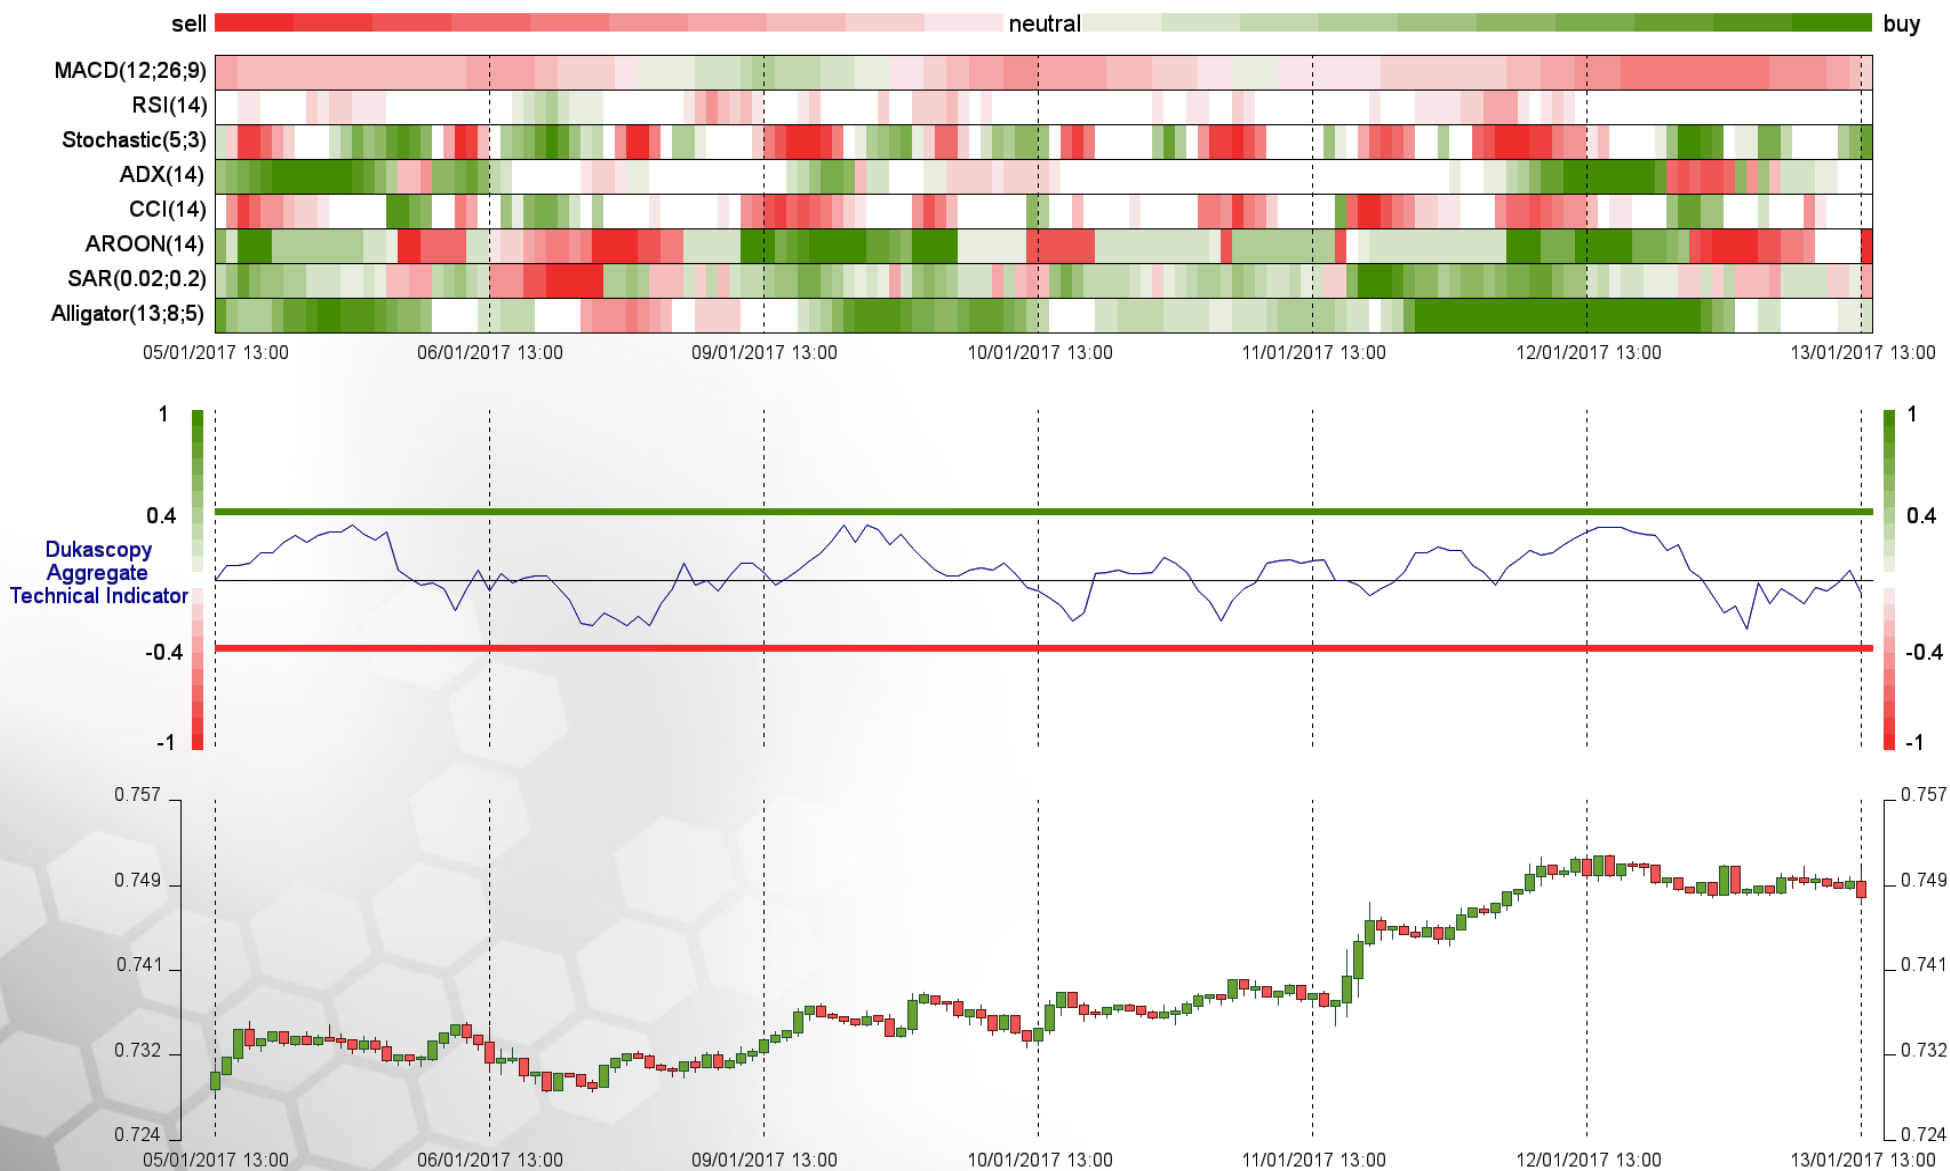 sell neutral buy
MACD(12;26;9)
RSI(14)
Stochastic(5;3)
ADX(14)
CCI(14)
AROON(14)
SAR(0.02;0.2)
Alligator(13;8;5)
05/01/2017 13:00 06/01/2017 13:00 09/01/2017 13:00 10/01/2017 13:00 11/01/2017 13:00 12/01/2017 13:00 13/01/2017 13:00
1 1
0.4 0.4
Dukascopy
Aggregate
Technical Indicator
-0.4 -0.4
-1 -1
0.757 0.757
0.749 0.749
0.741 0.741
0.732 0.732
0.724 0.724
05/01/2017 13:00 06/01/2017 13:00 09/01/2017 13:00 10/01/2017 13:00 11/01/2017 13:00 12/01/2017 13:00 13/01/2017 13:00